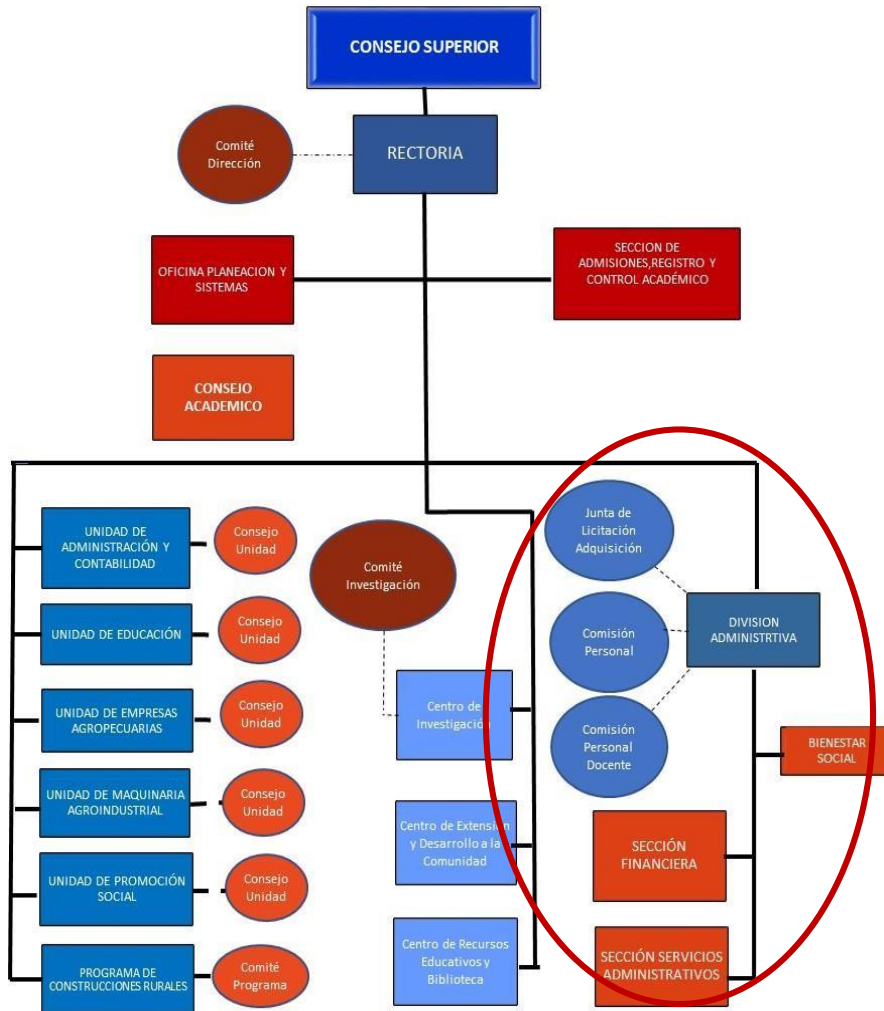 CONSEJO SUPERIOR
Comité
Dirección
RECTORIA
OFICINA PLANEACION Y
SISTEMAS
SECCION DE
ADMISIONES,REGISTRO Y
CONTROL ACADÉMICO
CONSEJO
ACADEMICO
UNIDAD DE
ADMINISTRACIÓN Y
CONTABILIDAD
Consejo
Unidad
UNIDAD DE EDUCACIÓN
Consejo
Unidad
UNIDAD DE EMPRESAS
AGROPECUARIAS
Consejo
Unidad
UNIDAD DE MAQUINARIA
AGROINDUSTRIAL
Consejo
Unidad
UNIDAD DE PROMOCIÓN
SOCIAL
Consejo
Unidad
PROGRAMA DE
CONSTRUCCIONES RURALES
Comité
Programa
Comité
Investigación
Centro de
Investigación
Centro de Extensión
y Desarrollo a la
Comunidad
Centro de Recursos
Educativos y
Biblioteca
Junta de
Licitación
Adquisición
Comisión
Personal
Comisión
Personal
Docente
DIVISION
ADMINISTRTIVA
BIENESTAR
SOCIAL
SECCIÓN
FINANCIERA
SECCIÓN SERVICIOS
ADMINISTRATIVOS